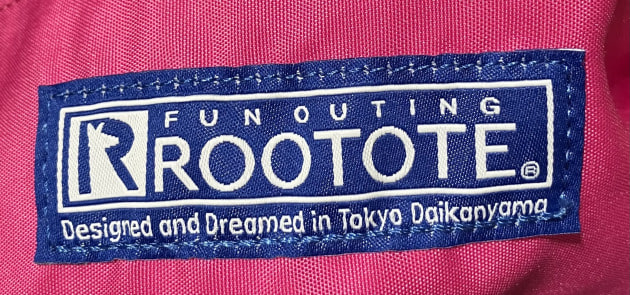 FUN OUTING
R ROOTOTE®
Designed and Dreamed in Tokyo Daikanyama